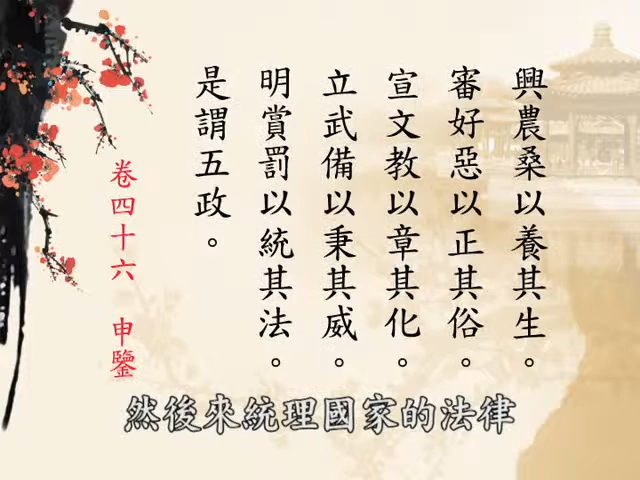 興農桑以養其生。
審好惡以正其俗。
宣文教以章其化。
立武備以秉其威。
明賞罰以統其法。
是謂五政。
卷四十六 申鑒
然後來統理國家的法律